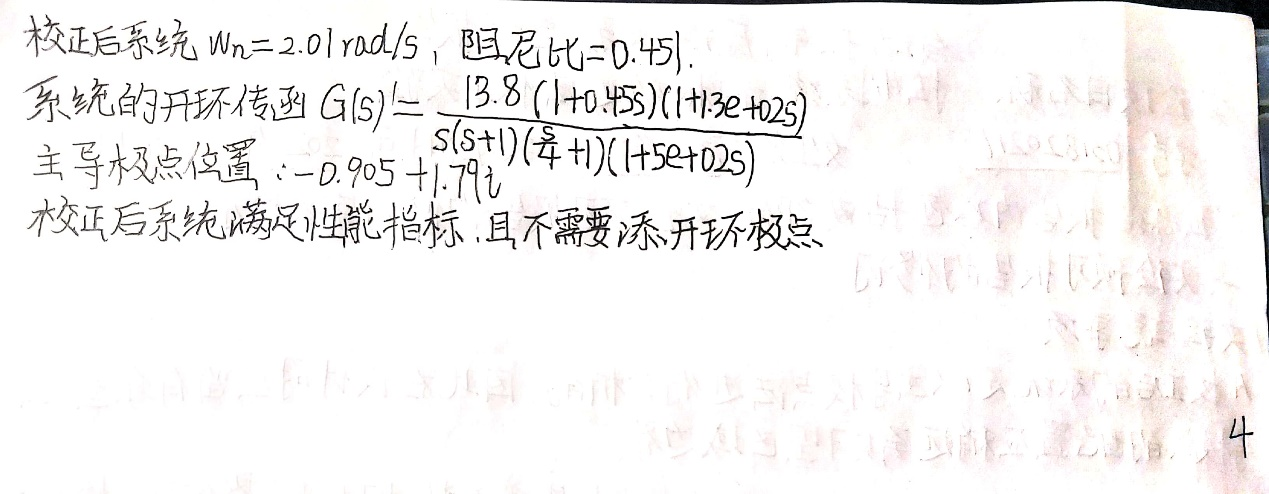 校正后系统 Wn=2.01rad/s，阻尼比=0.451.
系统的开环传函 G(s)'= 13.8(1+0.45s)(1+1.3e+02s) / s(s+1)(s/4+1)(1+5e+02s)
主导极点位置：-0.905+1.79i
校正后系统满足性能指标，且不需要添开环极点
4